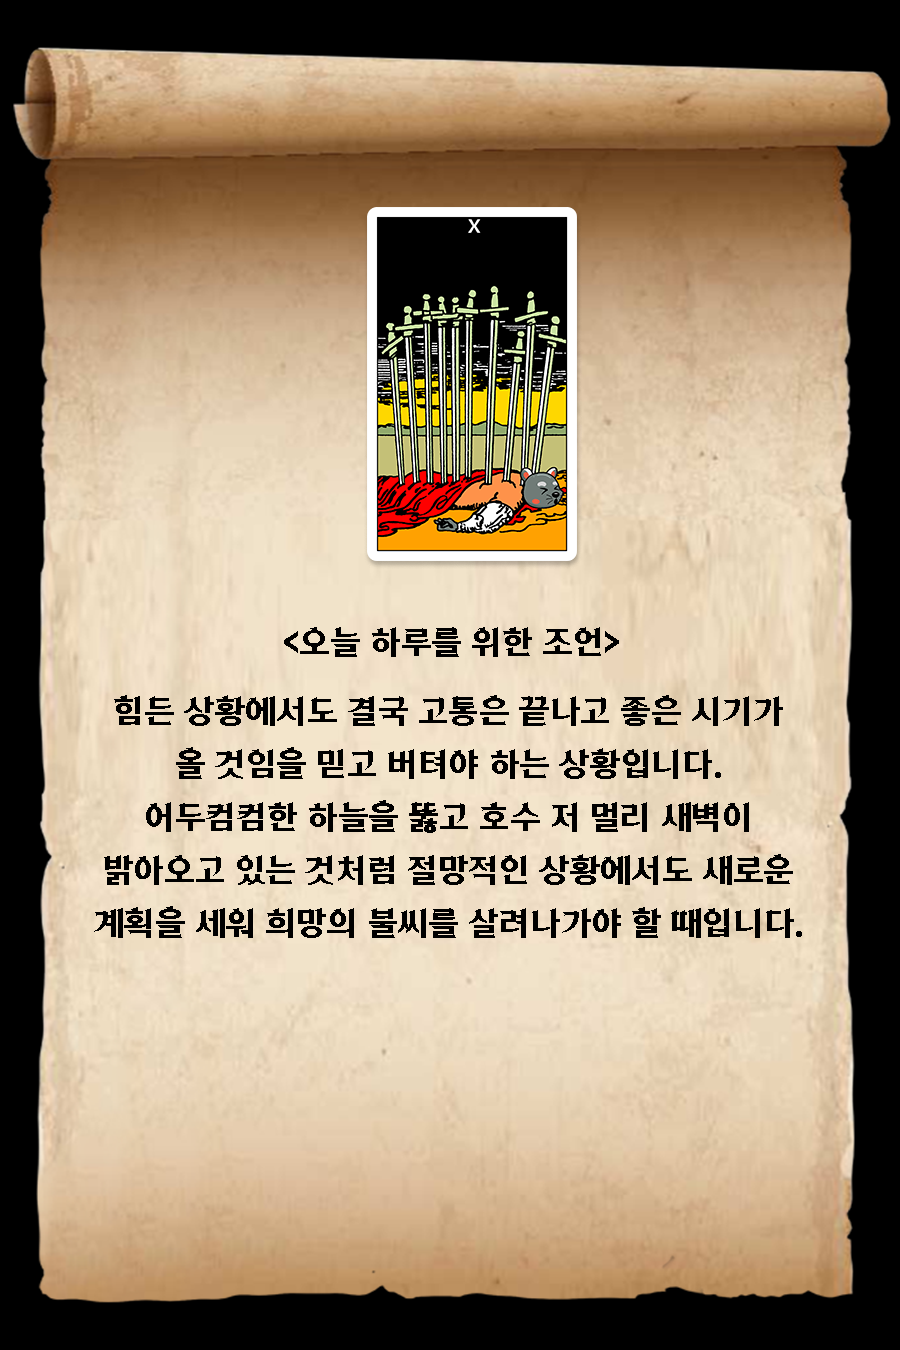 X
<오늘 하루를 위한 조언>
힘든 상황에서도 결국 고통은 끝나고 좋은 시기가
올 것임을 믿고 버텨야 하는 상황입니다.
어두컴컴한 하늘을 뚫고 호수 저 멀리 새벽이
밝아오고 있는 것처럼 절망적인 상황에서도 새로운
계획을 세워 희망의 불씨를 살려나가야 할 때입니다.